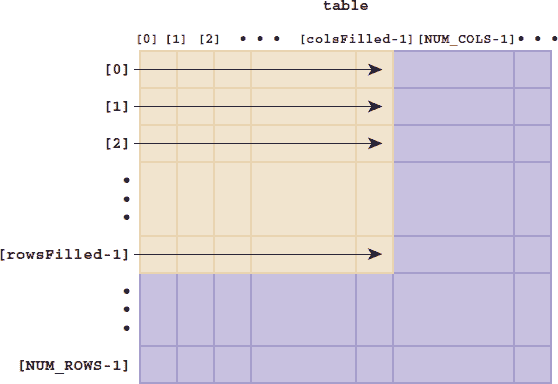 table
[0] [1] [2] • • • [colsFilled-1] [NUM_COLS-1] • • •
[0]
[1]
[2]
•
•
•
[rowsFilled-1]
•
•
•
[NUM_ROWS-1]